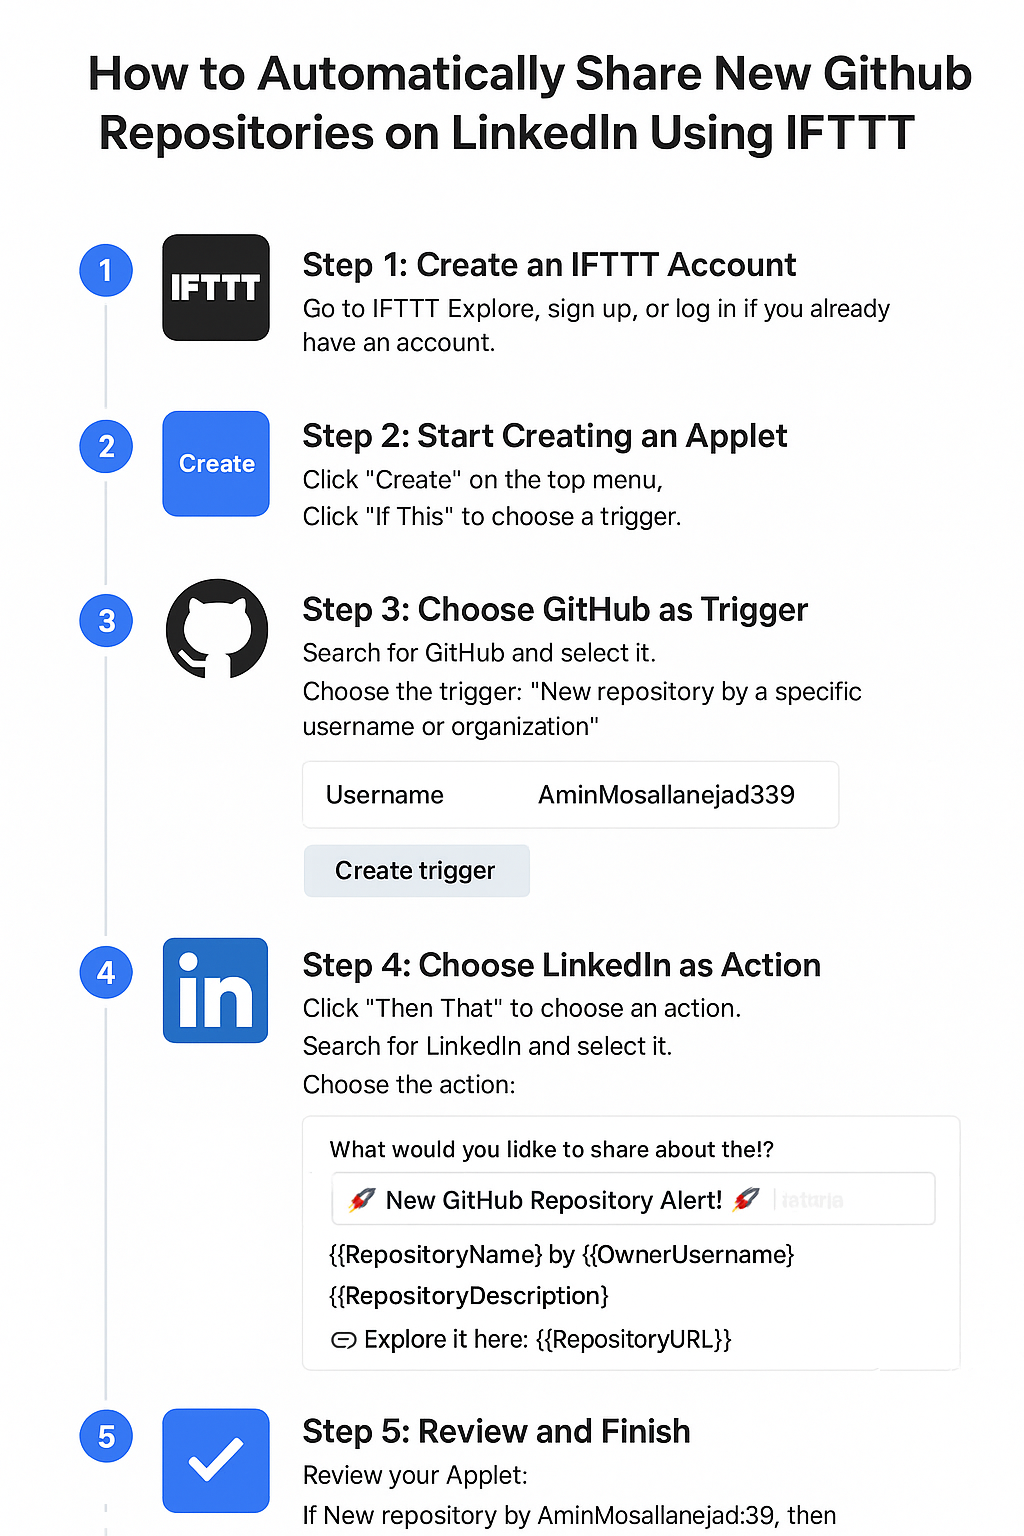 How to Automatically Share New Github
Repositories on LinkedIn Using IFTTT
1
IFTTT
Step 1: Create an IFTTT Account
Go to IFTTT Explore, sign up, or log in if you already
have an account.
2
Create
Step 2: Start Creating an Applet
Click "Create" on the top menu,
Click "If This" to choose a trigger.
3
Step 3: Choose GitHub as Trigger
Search for GitHub and select it.
Choose the trigger: "New repository by a specific
username or organization"
Username AminMosallanejad339
Create trigger
4
in
Step 4: Choose LinkedIn as Action
Click "Then That" to choose an action.
Search for LinkedIn and select it.
Choose the action:
What would you lidke to share about the!?
🚀 New GitHub Repository Alert! 🚀
{{RepositoryName} by {{OwnerUsername}
{{RepositoryDescription}
Explore it here: {{RepositoryURL}}
5
Step 5: Review and Finish
Review your Applet:
If New repository by AminMosallanejad:39, then